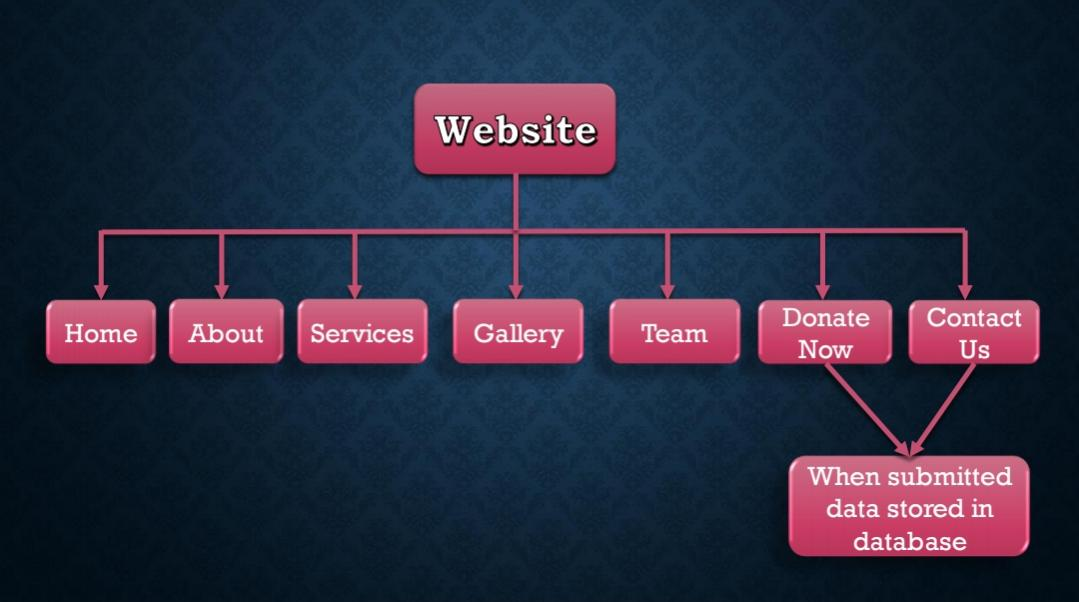 Website
Home
About
Services
Gallery
Team
Donate
Now
Contact
Us
When submitted
data stored in
database